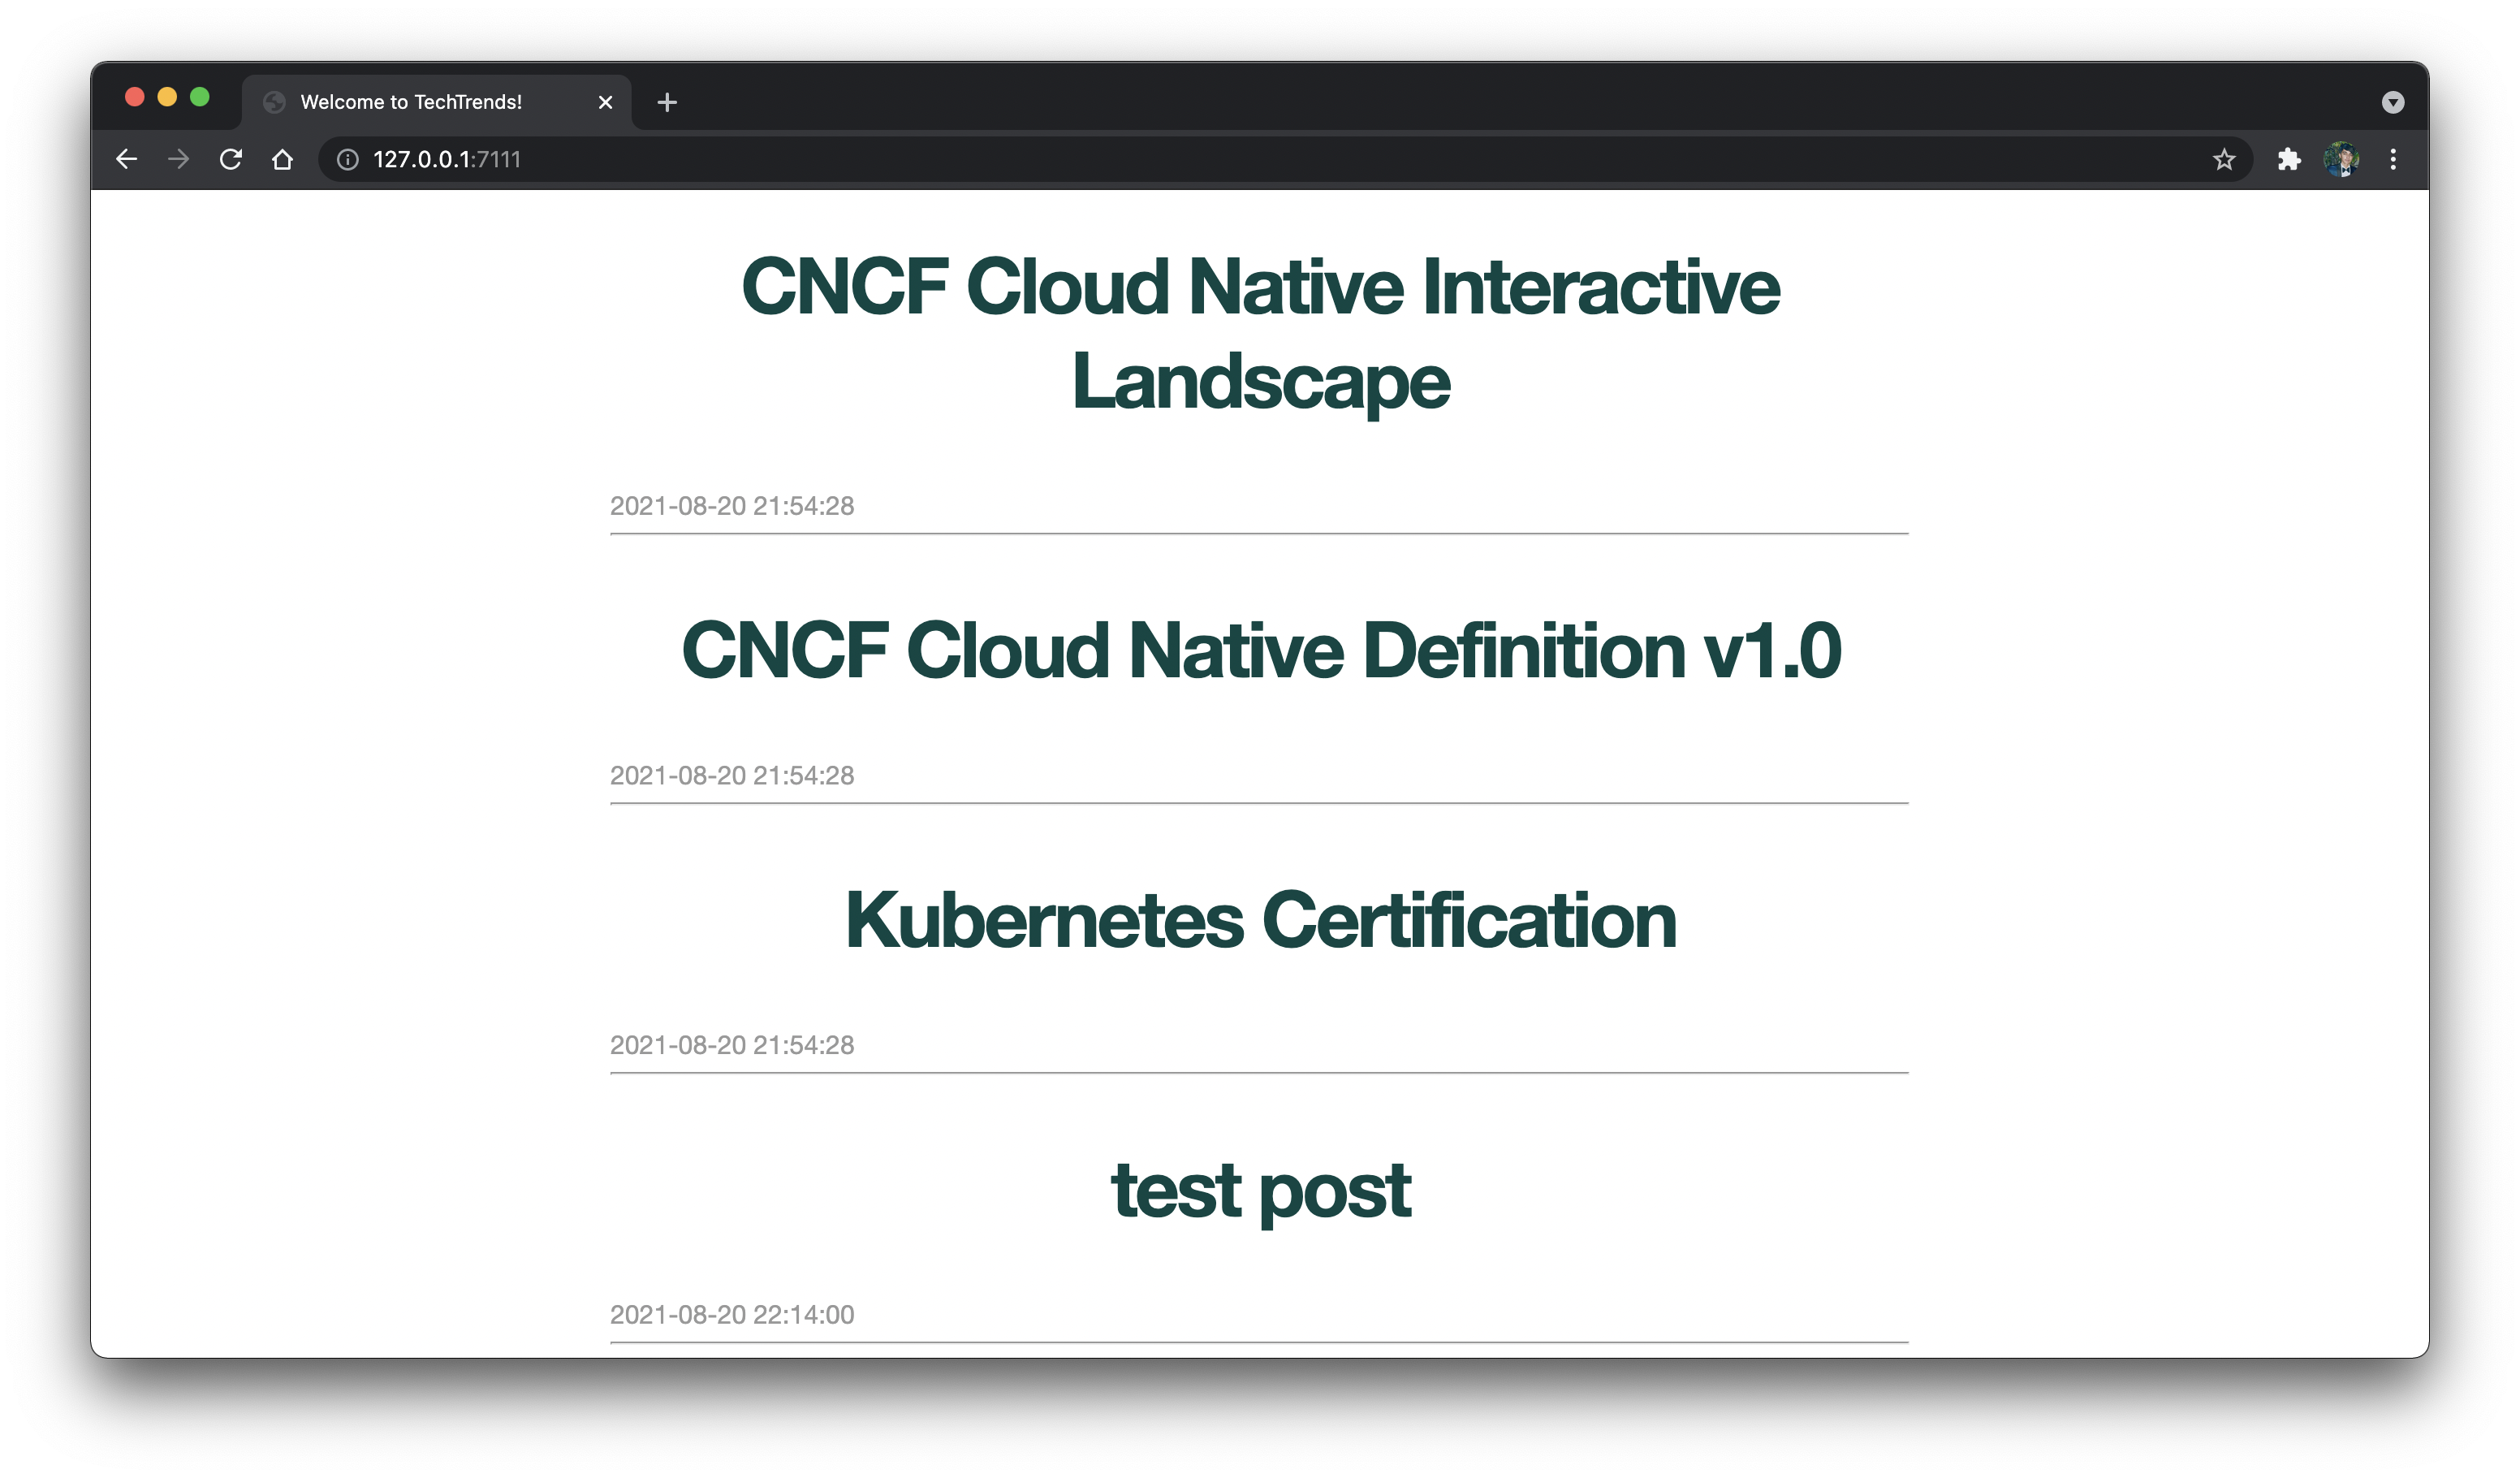 Welcome to TechTrends!
127.0.0.1:7111
CNCF Cloud Native Interactive
Landscape
2021-08-20 21:54:28
CNCF Cloud Native Definition v1.0
2021-08-20 21:54:28
Kubernetes Certification
2021-08-20 21:54:28
test post
2021-08-20 22:14:00